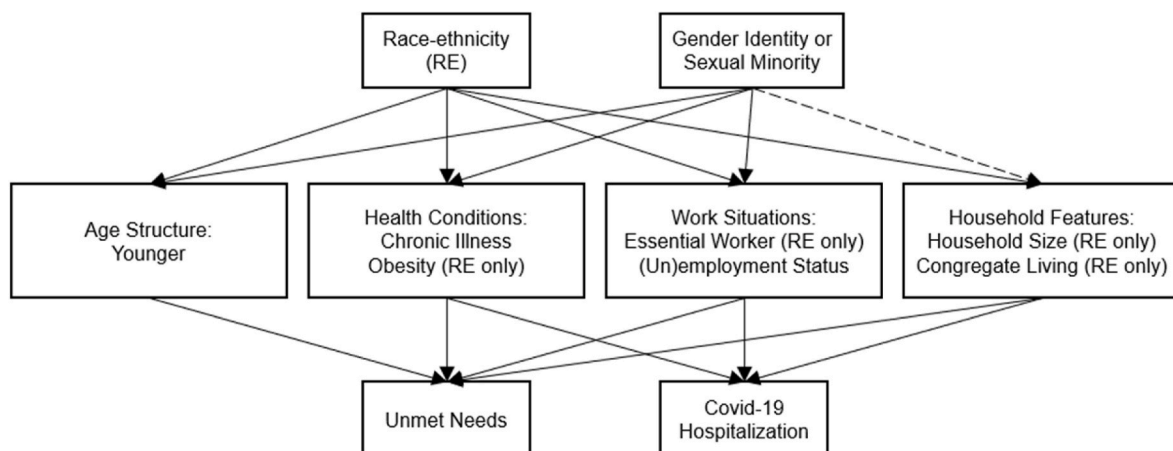 Race-ethnicity
(RE)
Gender Identity or
Sexual Minority
Age Structure:
Younger
Health Conditions:
Chronic Illness
Obesity (RE only)
Work Situations:
Essential Worker (RE only)
(Un)employment Status
Household Features:
Household Size (RE only)
Congregate Living (RE only)
Unmet Needs
Covid-19
Hospitalization